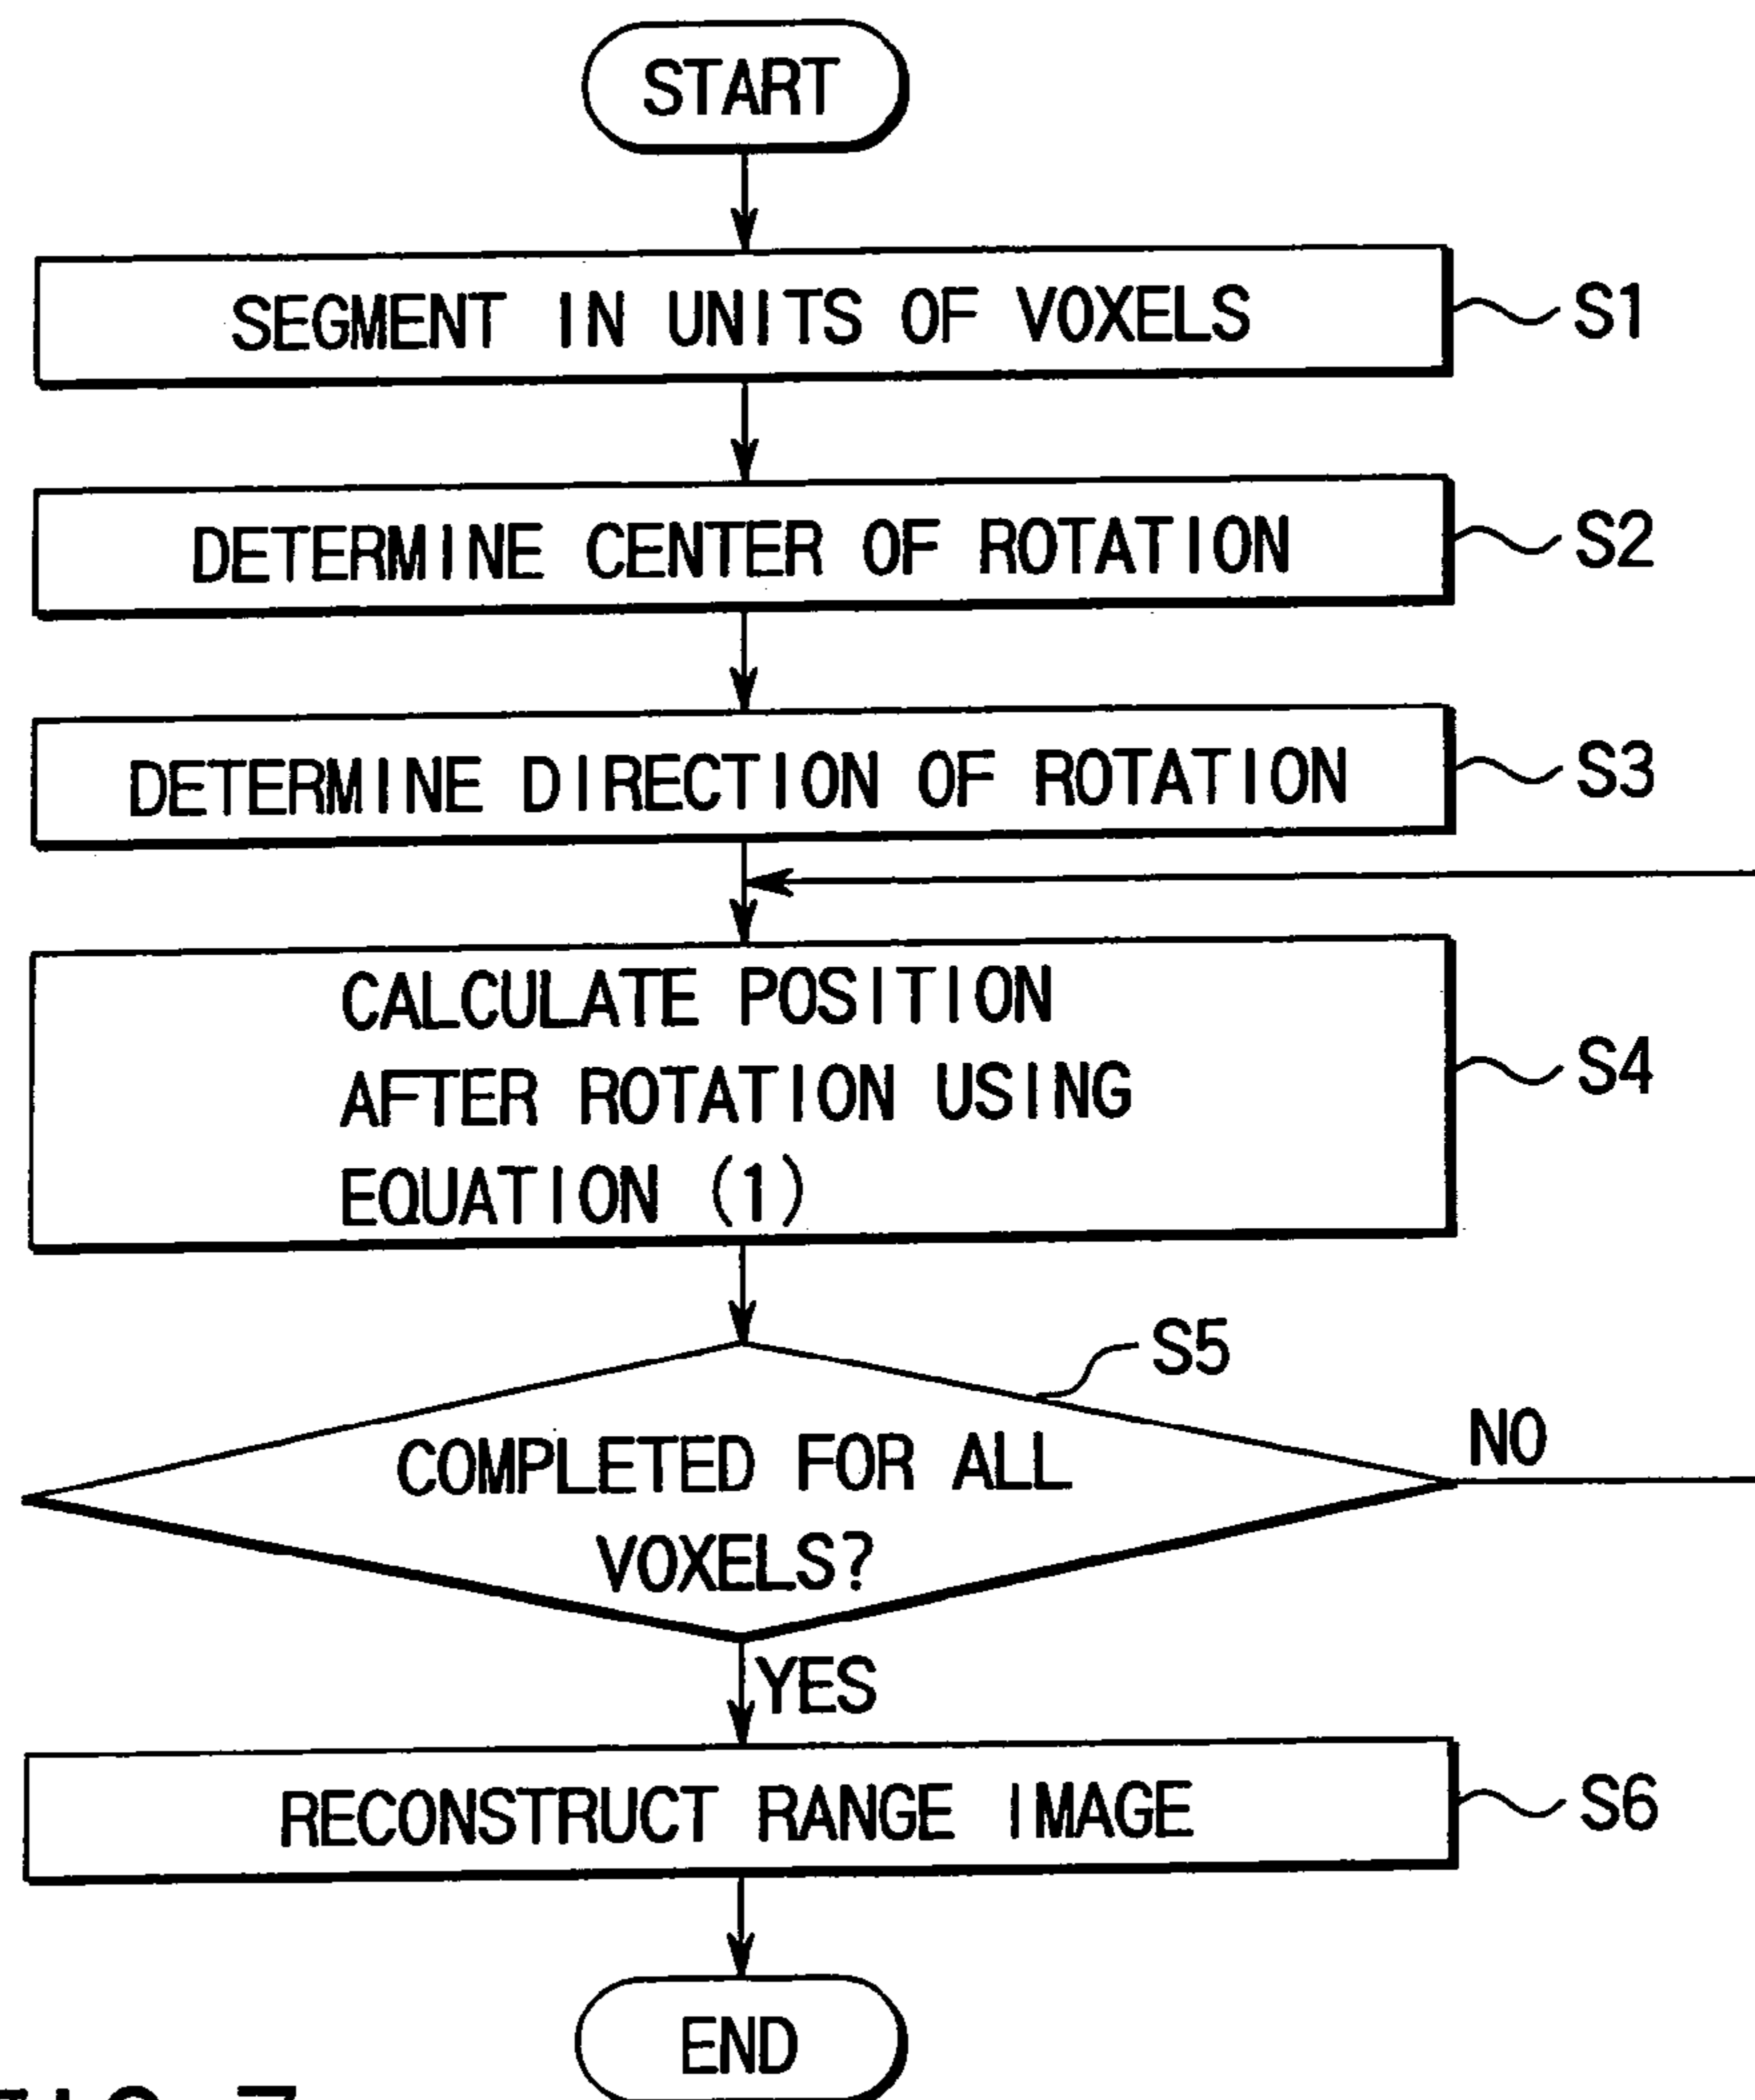 START
SEGMENT IN UNITS OF VOXELS
S1
DETERMINE CENTER OF ROTATION
S2
DETERMINE DIRECTION OF ROTATION
S3
CALCULATE POSITION
AFTER ROTATION USING
EQUATION (1)
S4
S5
COMPLETED FOR ALL
VOXELS?
NO
YES
RECONSTRUCT RANGE IMAGE
S6
END